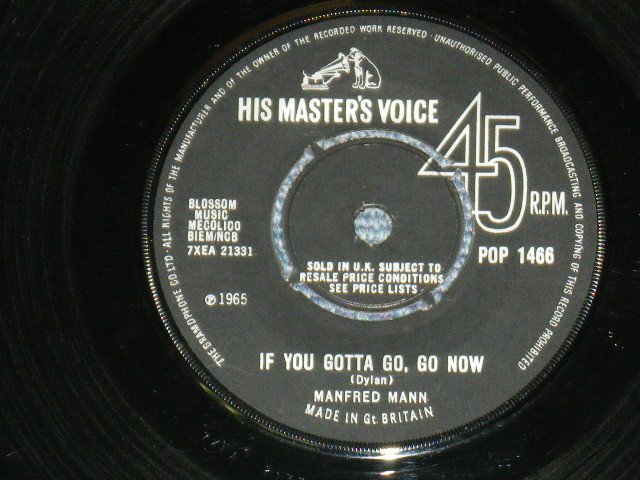 THE GRAMOPHONE CO. LTD · ALL RIGHTS OF THE MANUFACTURER AND OF THE OWNER OF THE RECORDED WORK RESERVED · UNAUTHORISED PUBLIC PERFORMANCE BROADCASTING AND COPYING OF THIS RECORD PROHIBITED
HIS MASTER'S VOICE
45
R.P.M.
BLOSSOM
MUSIC
MECOLICO
BIEM/NCB
7XEA 21331
POP 1466
SOLD IN U.K. SUBJECT TO
RESALE PRICE CONDITIONS
SEE PRICE LISTS
℗ 1965
IF YOU GOTTA GO, GO NOW
(Dylan)
MANFRED MANN
MADE IN Gt. BRITAIN